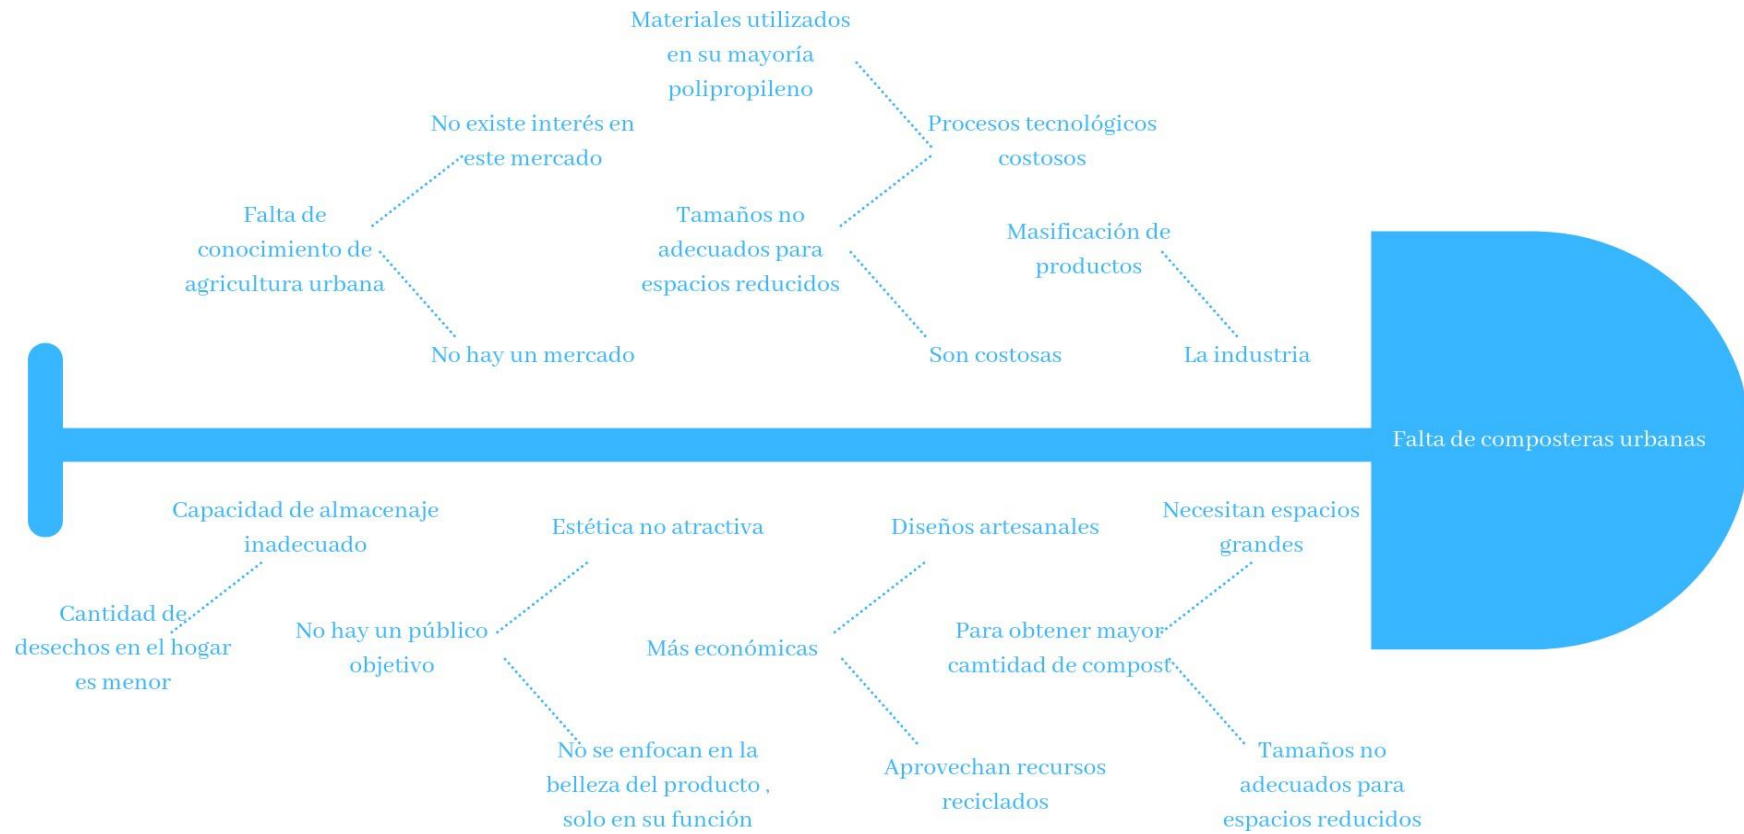 Materiales utilizados
en su mayoría
polipropileno
No existe interés en
este mercado
Procesos tecnológicos
costosos
Falta de
conocimiento de
agricultura urbana
Tamaños no
adecuados para
espacios reducidos
Masificación de
productos
No hay un mercado
Son costosas
La industria
Falta de composteras urbanas
Capacidad de almacenaje
inadecuado
Estética no atractiva
Diseños artesanales
Necesitan espacios
grandes
Cantidad de
desechos en el hogar
es menor
No hay un público
objetivo
Más económicas
Para obtener mayor
camtidad de compost
No se enfocan en la
belleza del producto ,
solo en su función
Aprovechan recursos
reciclados
Tamaños no
adecuados para
espacios reducidos